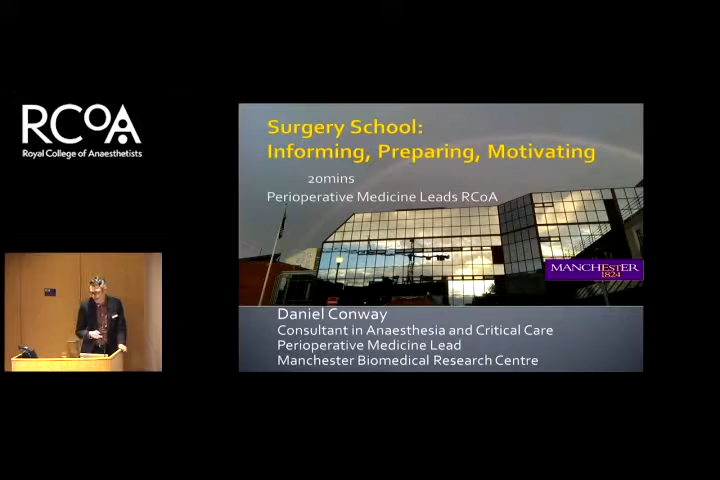 RCoA
Royal College of Anaesthetists
Surgery School:
Informing, Preparing, Motivating
20mins
Perioperative Medicine Leads RCoA
MANCHESTER
1824
Daniel Conway
Consultant in Anaesthesia and Critical Care
Perioperative Medicine Lead
Manchester Biomedical Research Centre